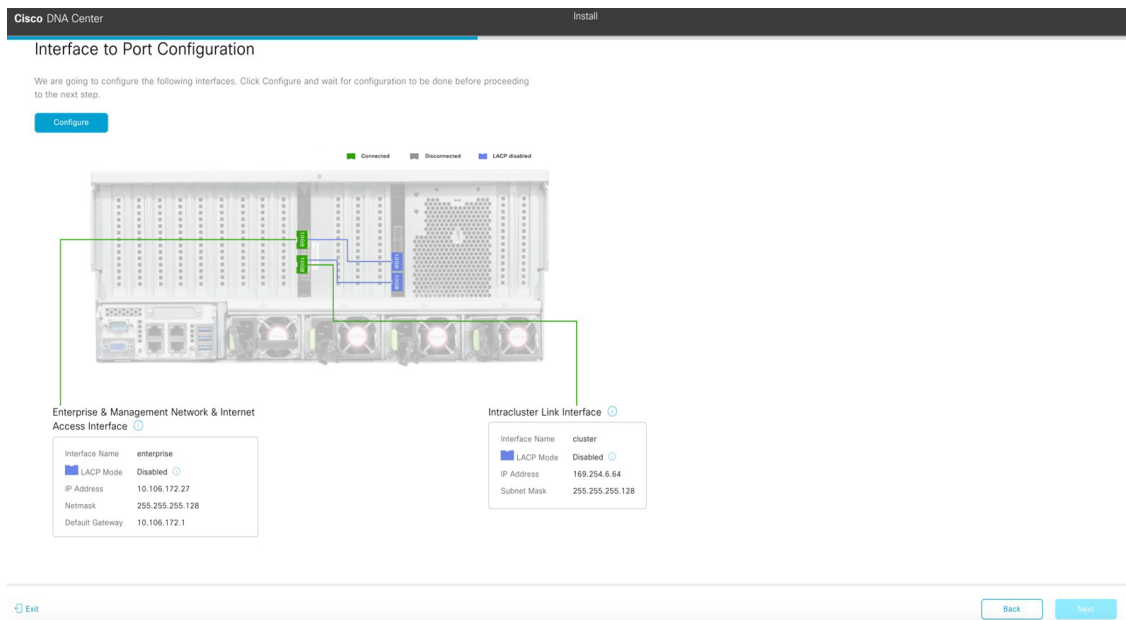 Cisco DNA Center
Install
Interface to Port Configuration
We are going to configure the following interfaces. Click Configure and wait for configuration to be done before proceeding
to the next step.
Configure
Connected
Disconnected
LACP disabled
10GB
10GB
10GB
10GB
Enterprise & Management Network & Internet
Access Interface
Interface Name enterprise
LACP Mode Disabled
IP Address 10.106.172.27
Netmask 255.255.255.128
Default Gateway 10.106.172.1
Intracluster Link Interface
Interface Name cluster
LACP Mode Disabled
IP Address 169.254.6.64
Subnet Mask 255.255.255.128
Exit
Back
Next